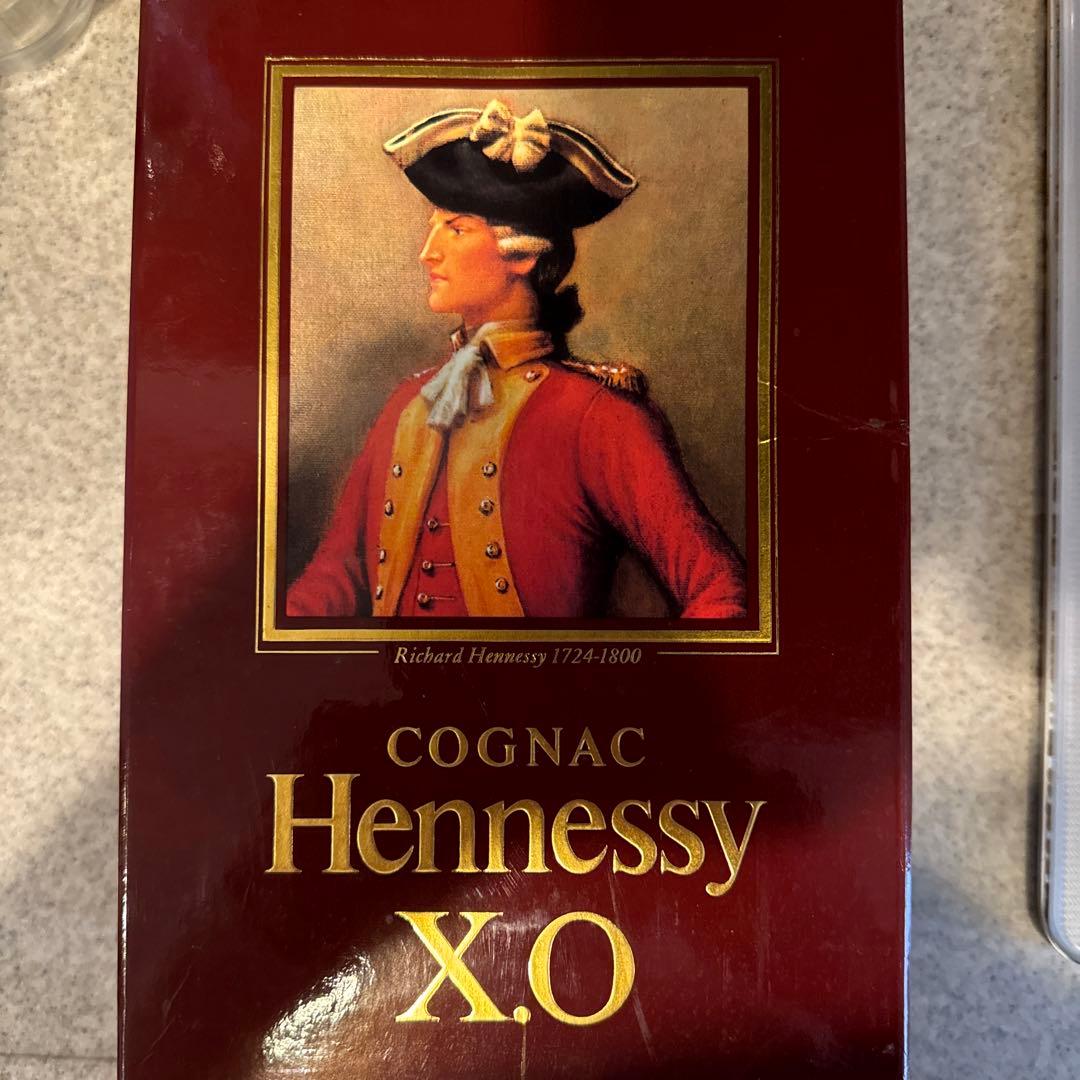 Richard Hennessy 1724-1800
COGNAC
Hennessy
X.O